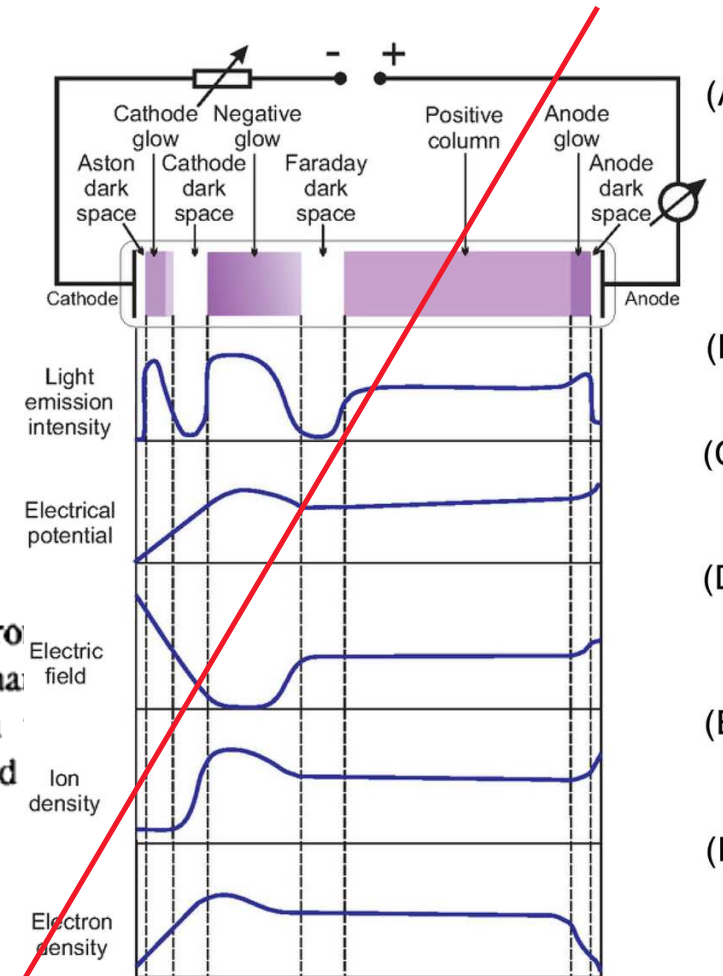 - +
Cathode
glow
Negative
glow
Positive
column
Anode
glow
Aston
dark
space
Cathode
dark
space
Faraday
dark
space
Anode
dark
space
Cathode
Anode
Light
emission
intensity
Electrical
potential
Electric
field
Ion
density
Electron
density
(C
(D